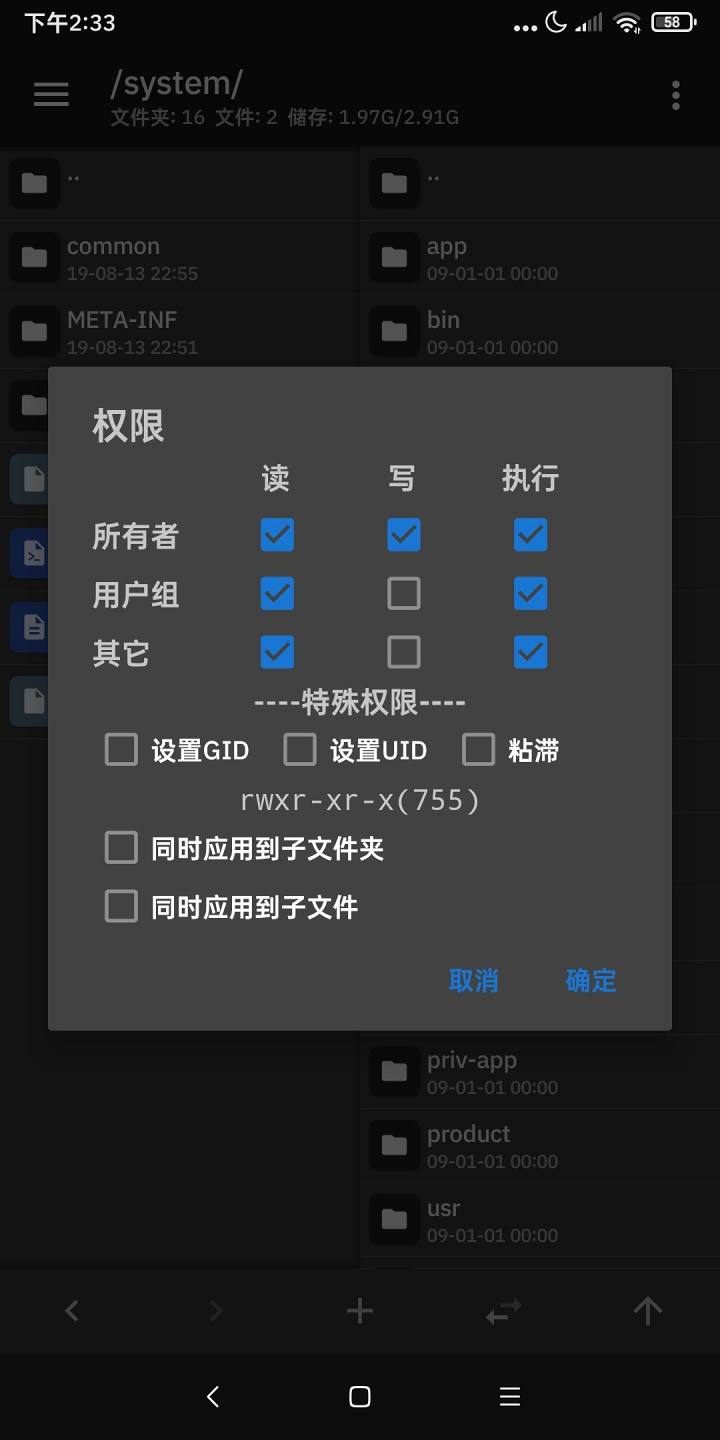 下午2:33
58
/system/
文件夹: 16 文件: 2 储存: 1.97G/2.91G
..
..
common
19-08-13 22:55
app
09-01-01 00:00
META-INF
19-08-13 22:51
bin
09-01-01 00:00
权限
读 写 执行
所有者
用户组
其它
----特殊权限----
设置GID 设置UID 粘滞
rwxr-xr-x(755)
同时应用到子文件夹
同时应用到子文件
取消 确定
priv-app
09-01-01 00:00
product
09-01-01 00:00
usr
09-01-01 00:00